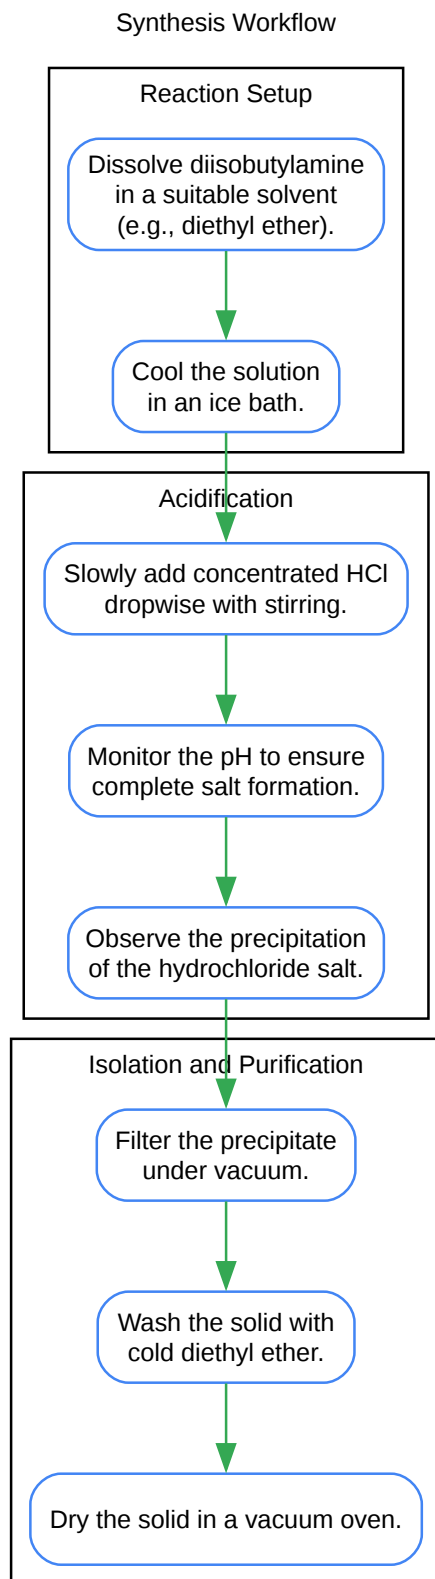 Synthesis Workflow
Reaction Setup
Dissolve diisobutylamine
in a suitable solvent
(e.g., diethyl ether).
Cool the solution
in an ice bath.
Acidification
Slowly add concentrated HCl
dropwise with stirring.
Monitor the pH to ensure
complete salt formation.
Observe the precipitation
of the hydrochloride salt.
Isolation and Purification
Filter the precipitate
under vacuum.
Wash the solid with
cold diethyl ether.
Dry the solid in a vacuum oven.